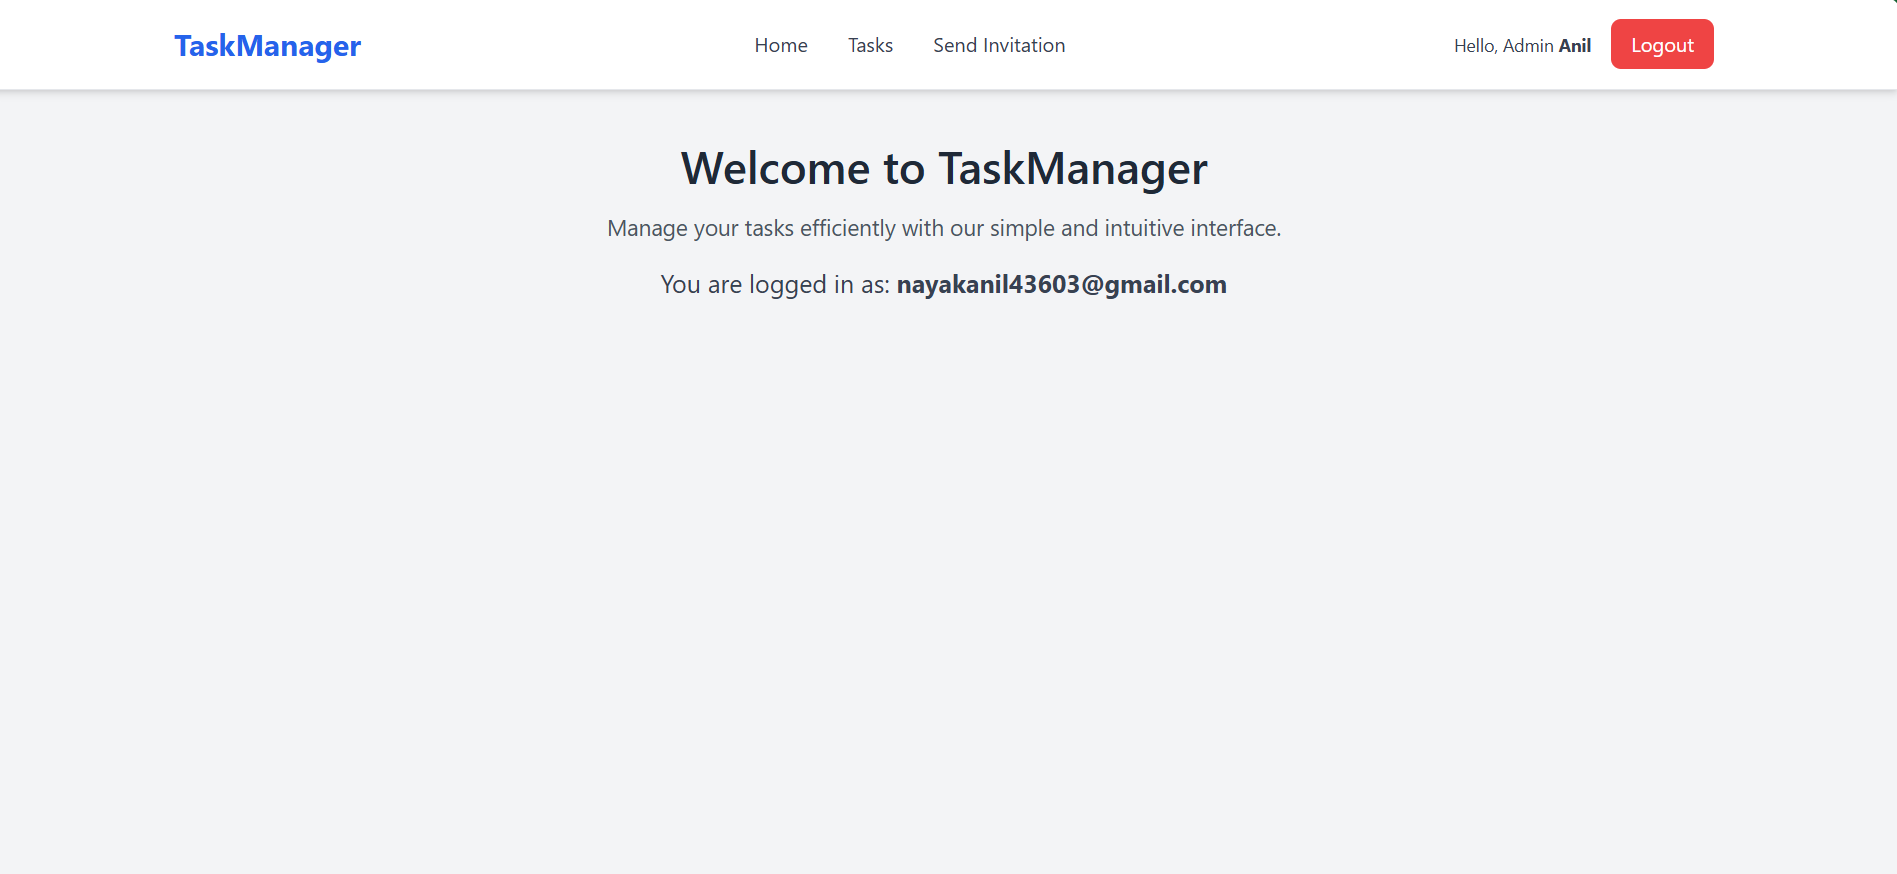 TaskManager Home Tasks Send Invitation Hello, Admin Anil Logout
Welcome to TaskManager
Manage your tasks efficiently with our simple and intuitive interface.
You are logged in as: nayakanil43603@gmail.com